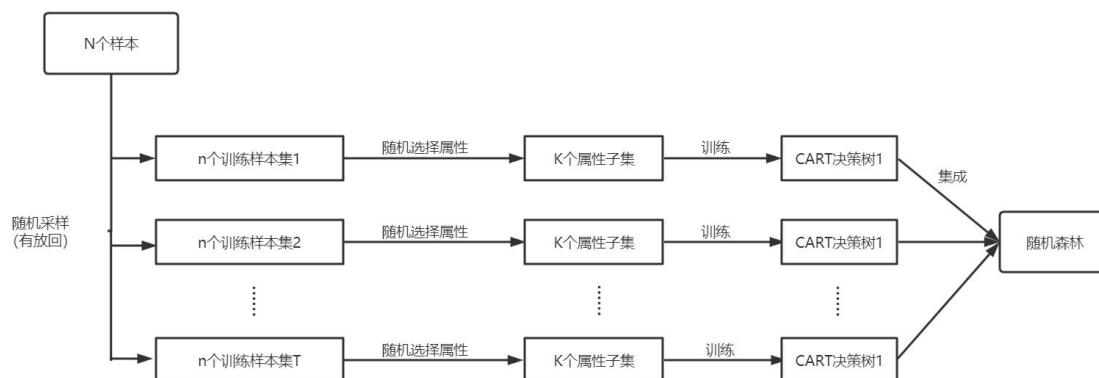 N个样本
n个训练样本集1
随机选择属性
K个属性子集
训练
CART决策树1
集成
随机采样
(有放回)
n个训练样本集2
随机选择属性
K个属性子集
训练
CART决策树1
随机森林
n个训练样本集T
随机选择属性
K个属性子集
训练
CART决策树1